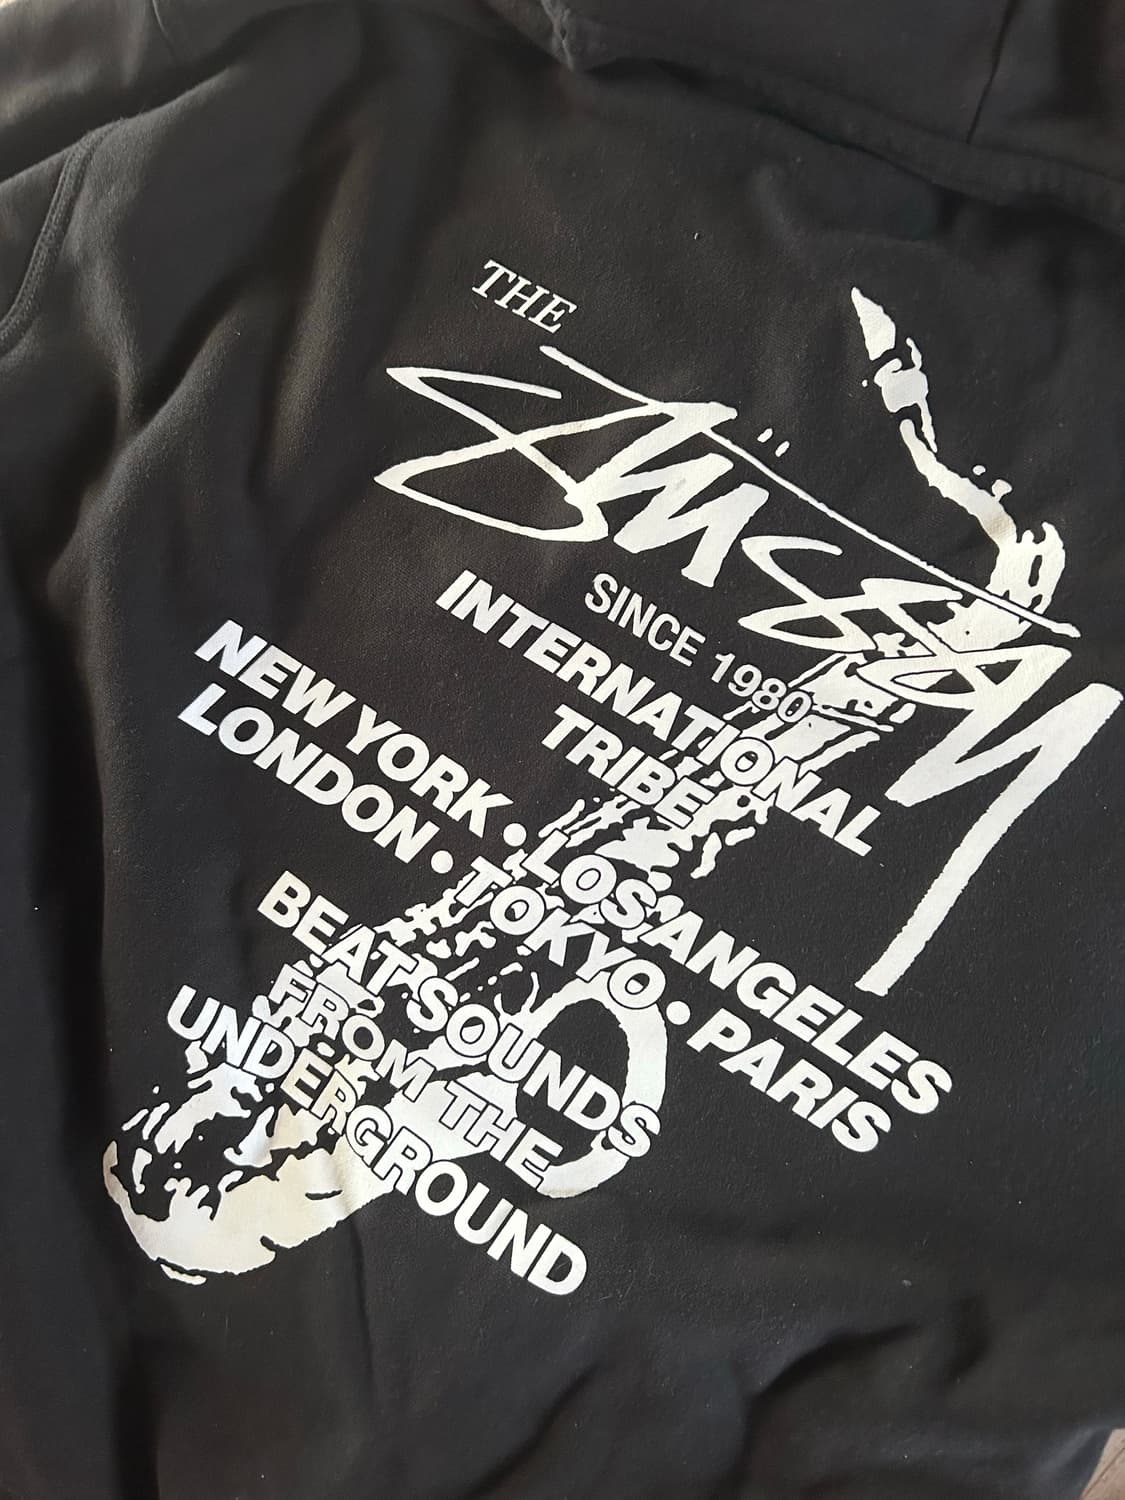 THE
Stüssy
SINCE 1980
INTERNATIONAL
TRIBE
NEW YORK • LOS ANGELES
LONDON • TOKYO • PARIS
BEAT SOUNDS
FROM THE
UNDERGROUND